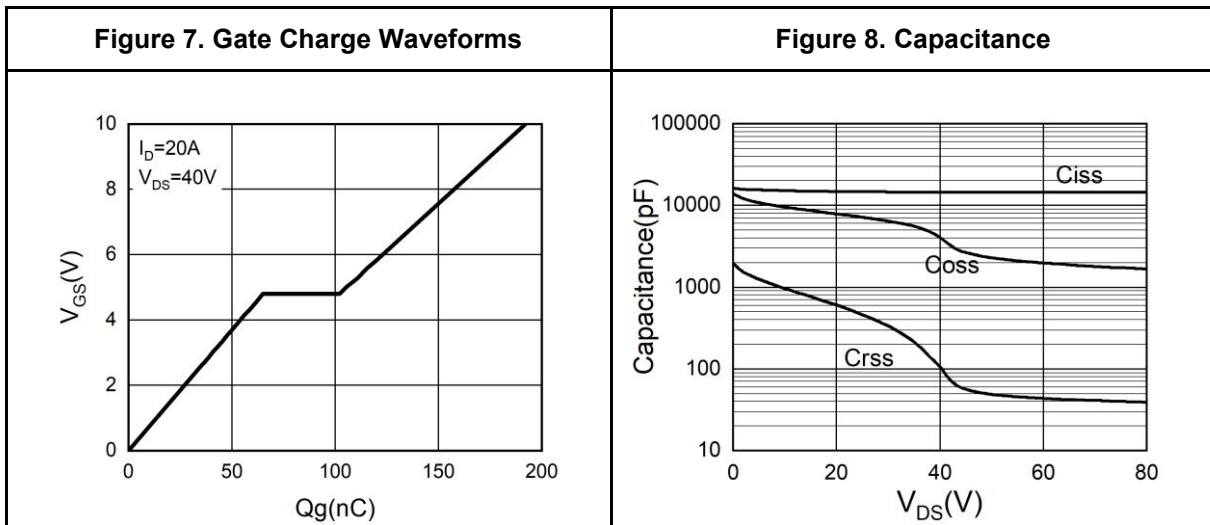 Figure 7. Gate Charge Waveforms
Figure 8. Capacitance
I_D=20A
V_DS=40V
10
8
6
4
2
0
V_GS(V)
0 50 100 150 200
Qg(nC)
100000
10000
1000
100
10
Capacitance(pF)
Ciss
Coss
Crss
0 20 40 60 80
V_DS(V)